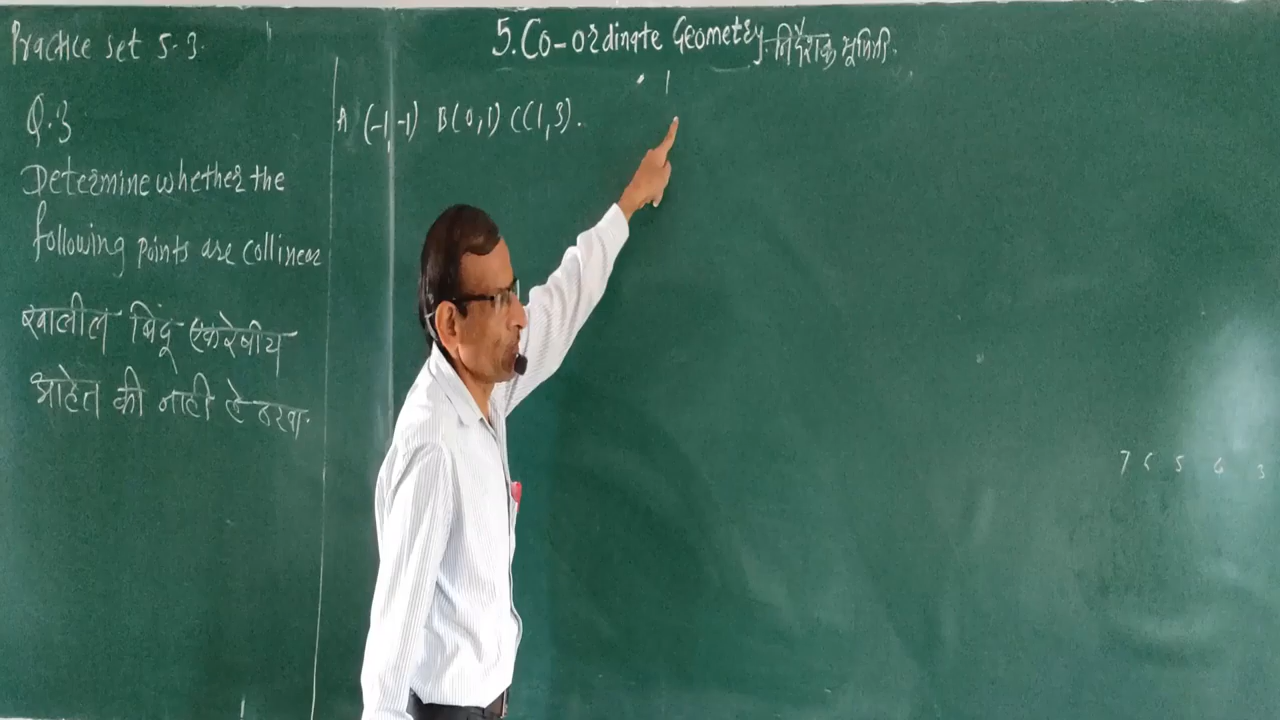 Practice Set 5.3.
5. Co-ordinate Geometry निर्देशक भूमिती.
Q.3
Determine whether the
following points are collinear
खालील बिंदू एकरेषीय
आहेत की नाही ते ठरवा.
A (-1,-1) B(0,1) C(1,3).
7 6 5 6 3